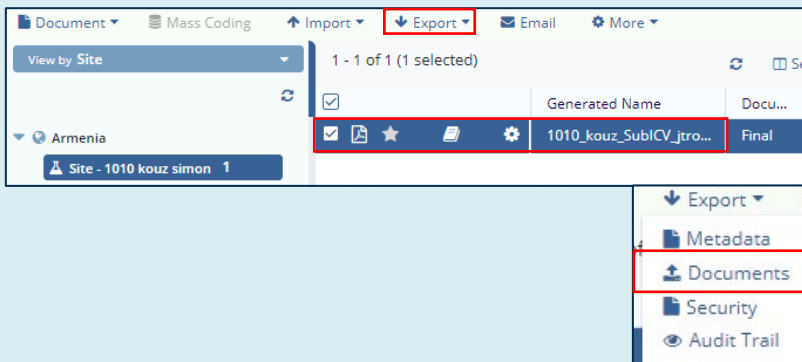 Document Mass Coding Import Export Email More
View by Site
1 - 1 of 1 (1 selected)
Generated Name
Armenia
1010_kouz_SubICV_jtro... Final
Site - 1010 kouz simon 1
Export
Metadata
Documents
Security
Audit Trail